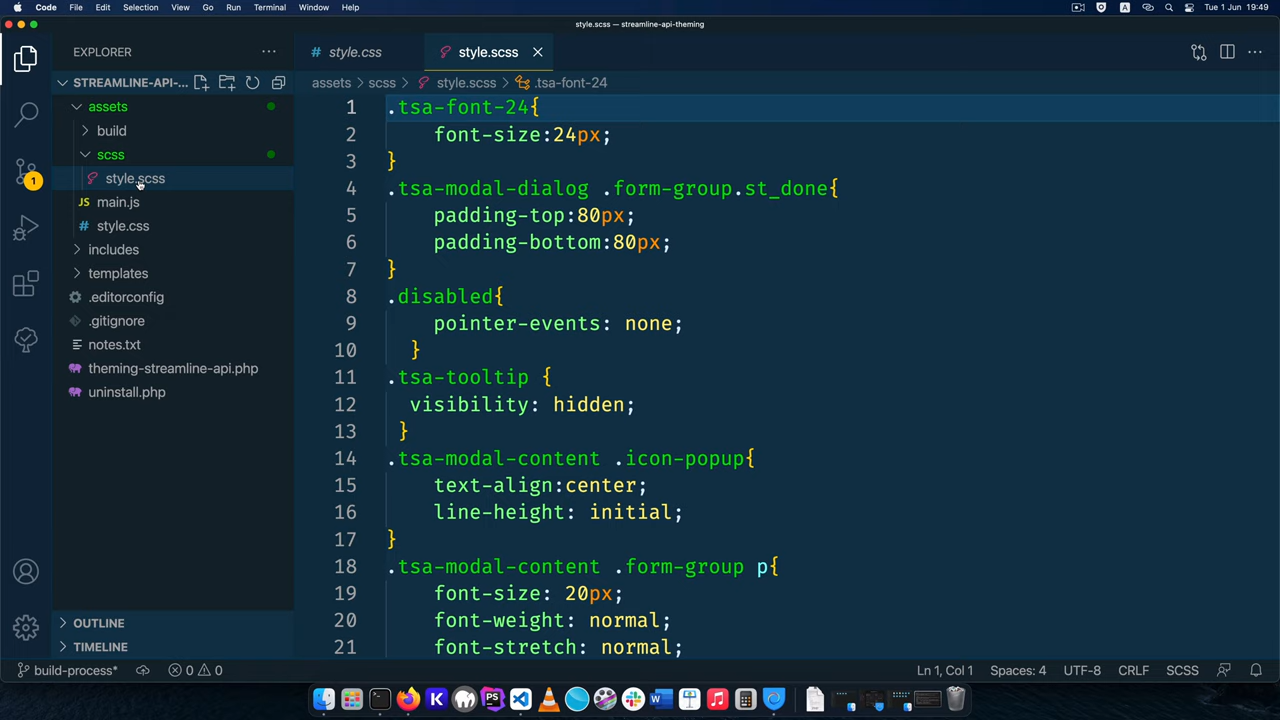 Code File Edit Selection View Go Run Terminal Window Help
A Tue 1 Jun 19:49
style.scss — streamline-api-theming
EXPLORER
STREAMLINE-API-...
assets
build
scss
style.scss
JS main.js
# style.css
includes
templates
.editorconfig
.gitignore
notes.txt
theming-streamline-api.php
uninstall.php
OUTLINE
TIMELINE
1
# style.css
style.scss
assets > scss > style.scss > .tsa-font-24
1 .tsa-font-24{
2 font-size:24px;
3 }
4 .tsa-modal-dialog .form-group.st_done{
5 padding-top:80px;
6 padding-bottom:80px;
7 }
8 .disabled{
9 pointer-events: none;
10 }
11 .tsa-tooltip {
12 visibility: hidden;
13 }
14 .tsa-modal-content .icon-popup{
15 text-align:center;
16 line-height: initial;
17 }
18 .tsa-modal-content .form-group p{
19 font-size: 20px;
20 font-weight: normal;
21 font-stretch: normal;
build-process* 0 0 Ln 1, Col 1 Spaces: 4 UTF-8 CRLF SCSS
K PS W